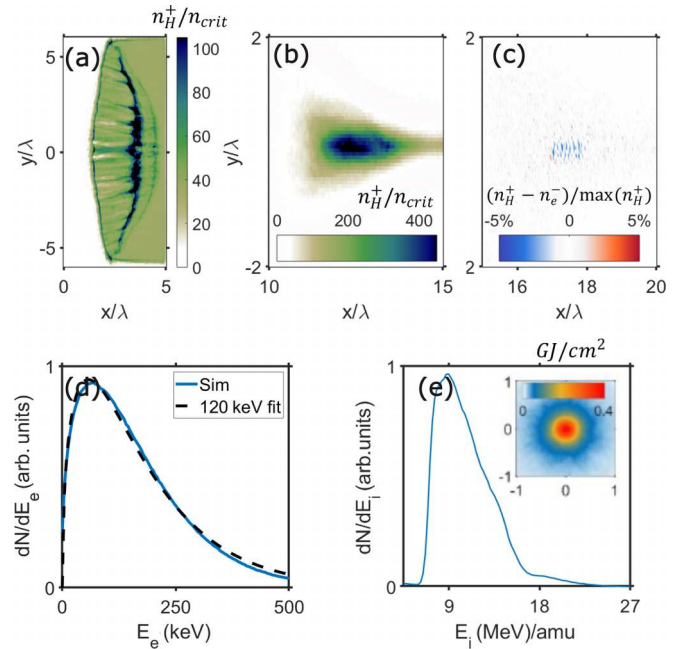 (a)
n_H^+/n_crit
100
80
60
40
20
0
5
0
-5
y/λ
0
5
x/λ
(b)
2
-2
y/λ
n_H^+/n_crit
0
200
400
10
15
x/λ
(c)
2
-2
(n_H^+ − n_e^-)/max(n_H^+)
-5%
0
5%
16
18
20
x/λ
(d)
Sim
120 keV fit
1
0
dN/dE_e (arb. units)
0
250
500
E_e (keV)
(e)
GJ/cm²
0
0.4
1
0
-1
-1
0
1
1
0
dN/dE_i (arb.units)
9
18
27
E_i (MeV)/amu